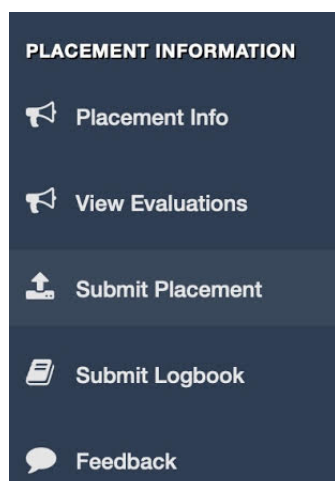 PLACEMENT INFORMATION
Placement Info
View Evaluations
Submit Placement
Submit Logbook
Feedback